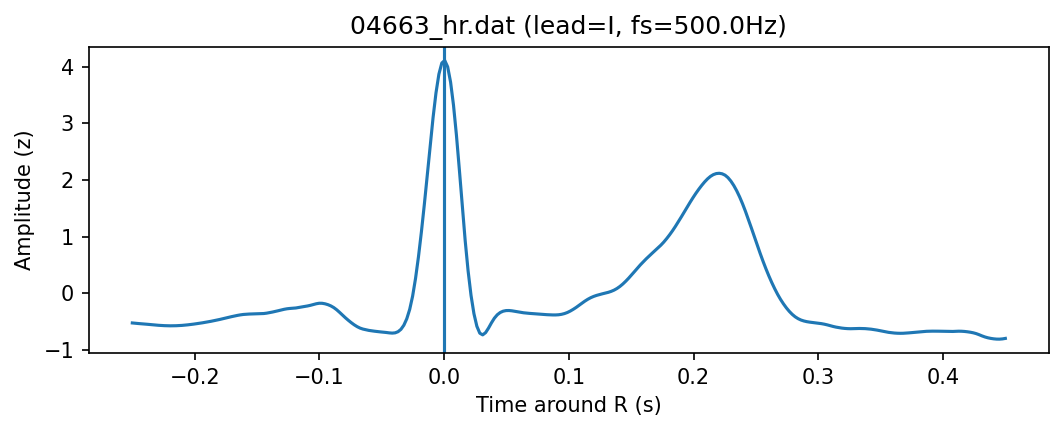 04663_hr.dat (lead=I, fs=500.0Hz)
Amplitude (z)
4
3
2
1
0
−1
−0.2 −0.1 0.0 0.1 0.2 0.3 0.4
Time around R (s)